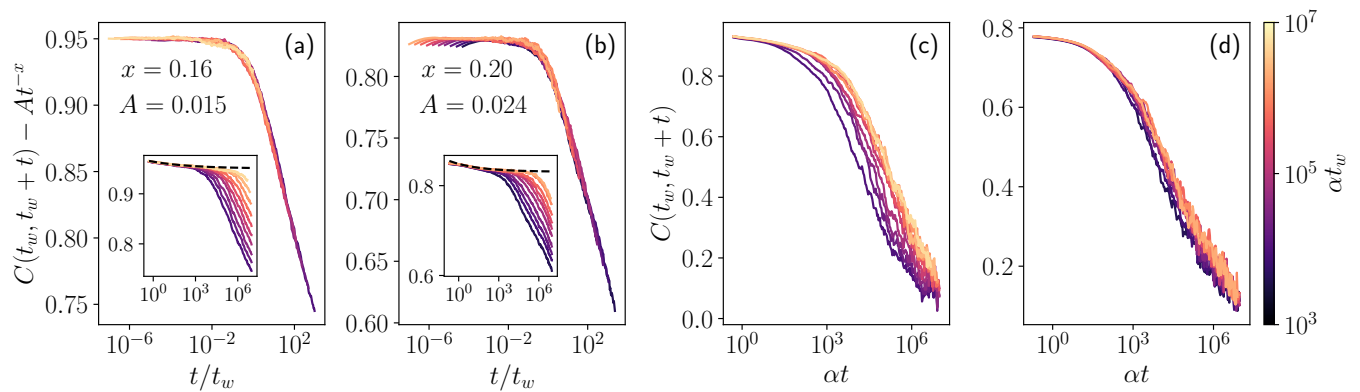 C(t_w, t_w + t) − At^{−x}
0.95
0.90
0.85
0.80
0.75
(a)
x = 0.16
A = 0.015
0.9
0.8
10^0
10^3
10^6
10^{−6}
10^{−2}
10^2
t/t_w
0.80
0.75
0.70
0.65
0.60
(b)
x = 0.20
A = 0.024
0.8
0.6
10^0
10^3
10^6
10^{−6}
10^{−2}
10^2
t/t_w
C(t_w, t_w + t)
0.8
0.6
0.4
0.2
0.0
(c)
10^0
10^3
10^6
αt
0.8
0.6
0.4
0.2
(d)
10^0
10^3
10^6
αt
10^7
10^5
10^3
αt_w